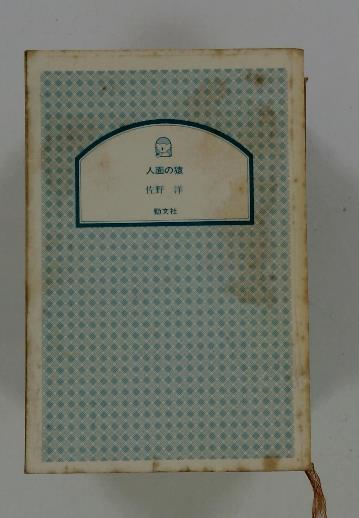 人面の猿
佐野 洋
勁文社